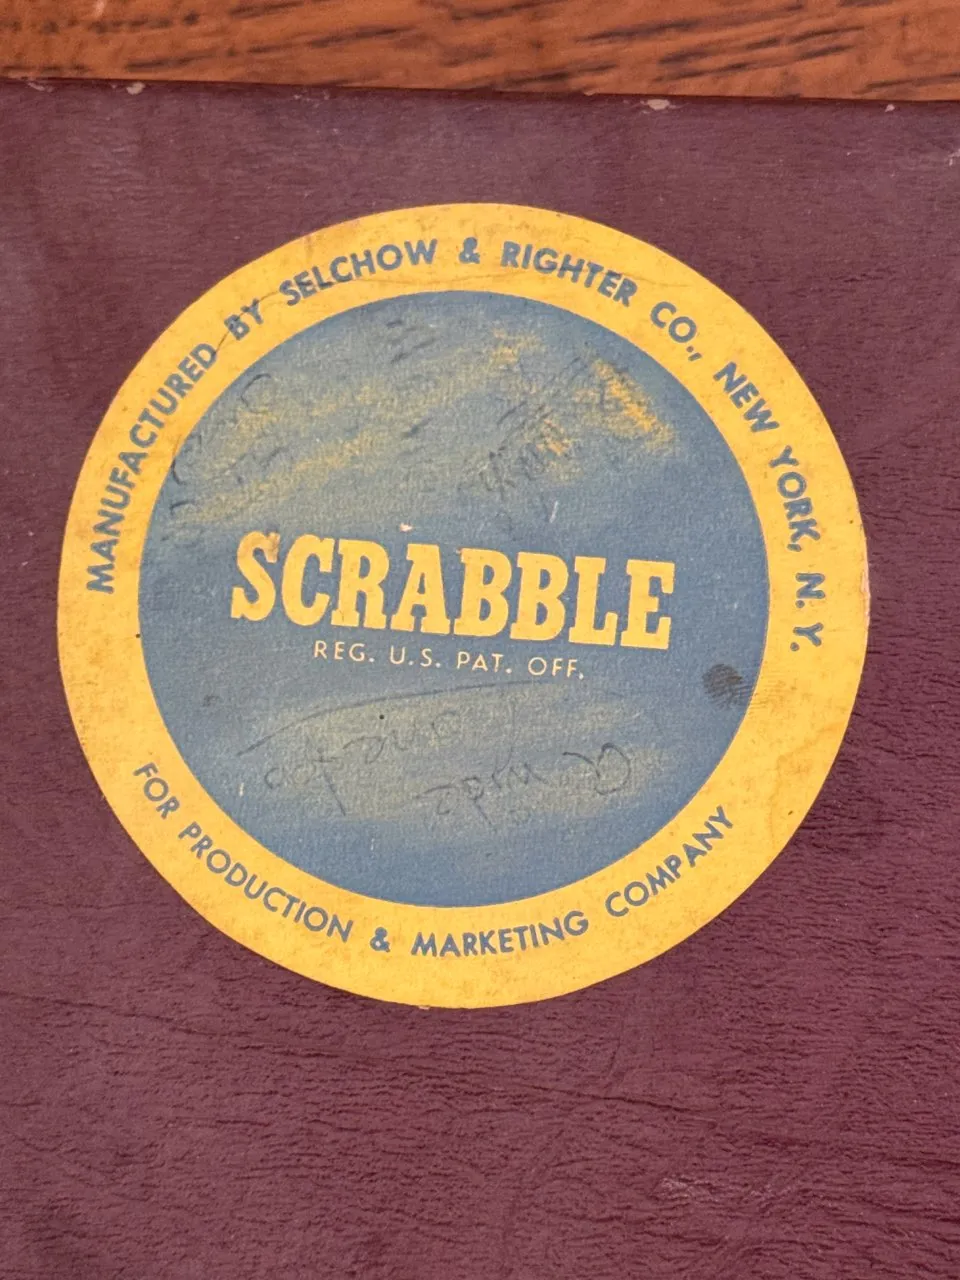 MANUFACTURED BY SELCHOW & RIGHTER CO., NEW YORK, N. Y.
SCRABBLE
REG. U.S. PAT. OFF.
FOR PRODUCTION & MARKETING COMPANY